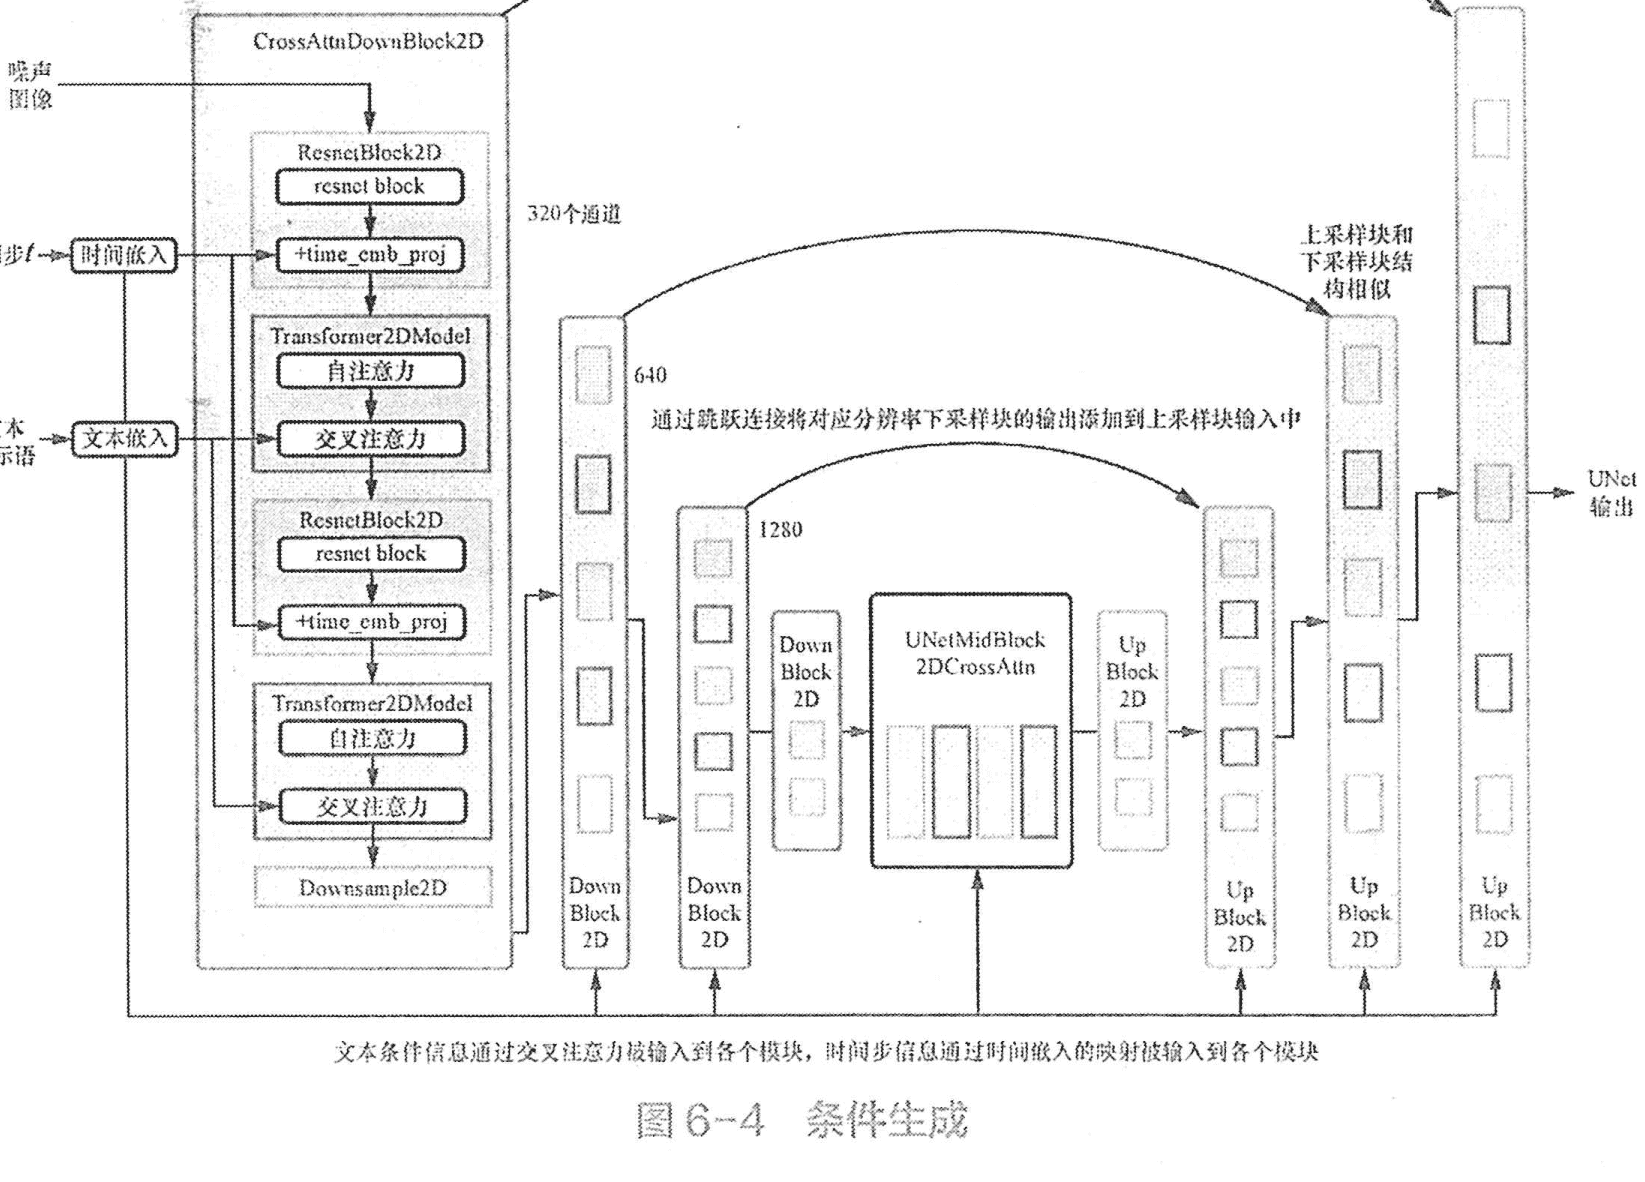 CrossAttnDownBlock2D
噪声
图像
ResnetBlock2D
resnet block
+time_emb_proj
步t
时间嵌入
Transformer2DModel
自注意力
交叉注意力
本
示语
文本嵌入
ResnetBlock2D
resnet block
+time_emb_proj
Transformer2DModel
自注意力
交叉注意力
Downsample2D
320个通道
640
1280
上采样块和
下采样块结
构相似
通过跳跃连接将对应分辨率下采样块的输出添加到上采样块输入中
Down
Block
2D
Down
Block
2D
Down
Block
2D
UNetMidBlock
2DCrossAttn
Up
Block
2D
Up
Block
2D
Up
Block
2D
Up
Block
2D
UNet
输出
文本条件信息通过交叉注意力被输入到各个模块，时间步信息通过时间嵌入的映射被输入到各个模块
图 6-4 条件生成